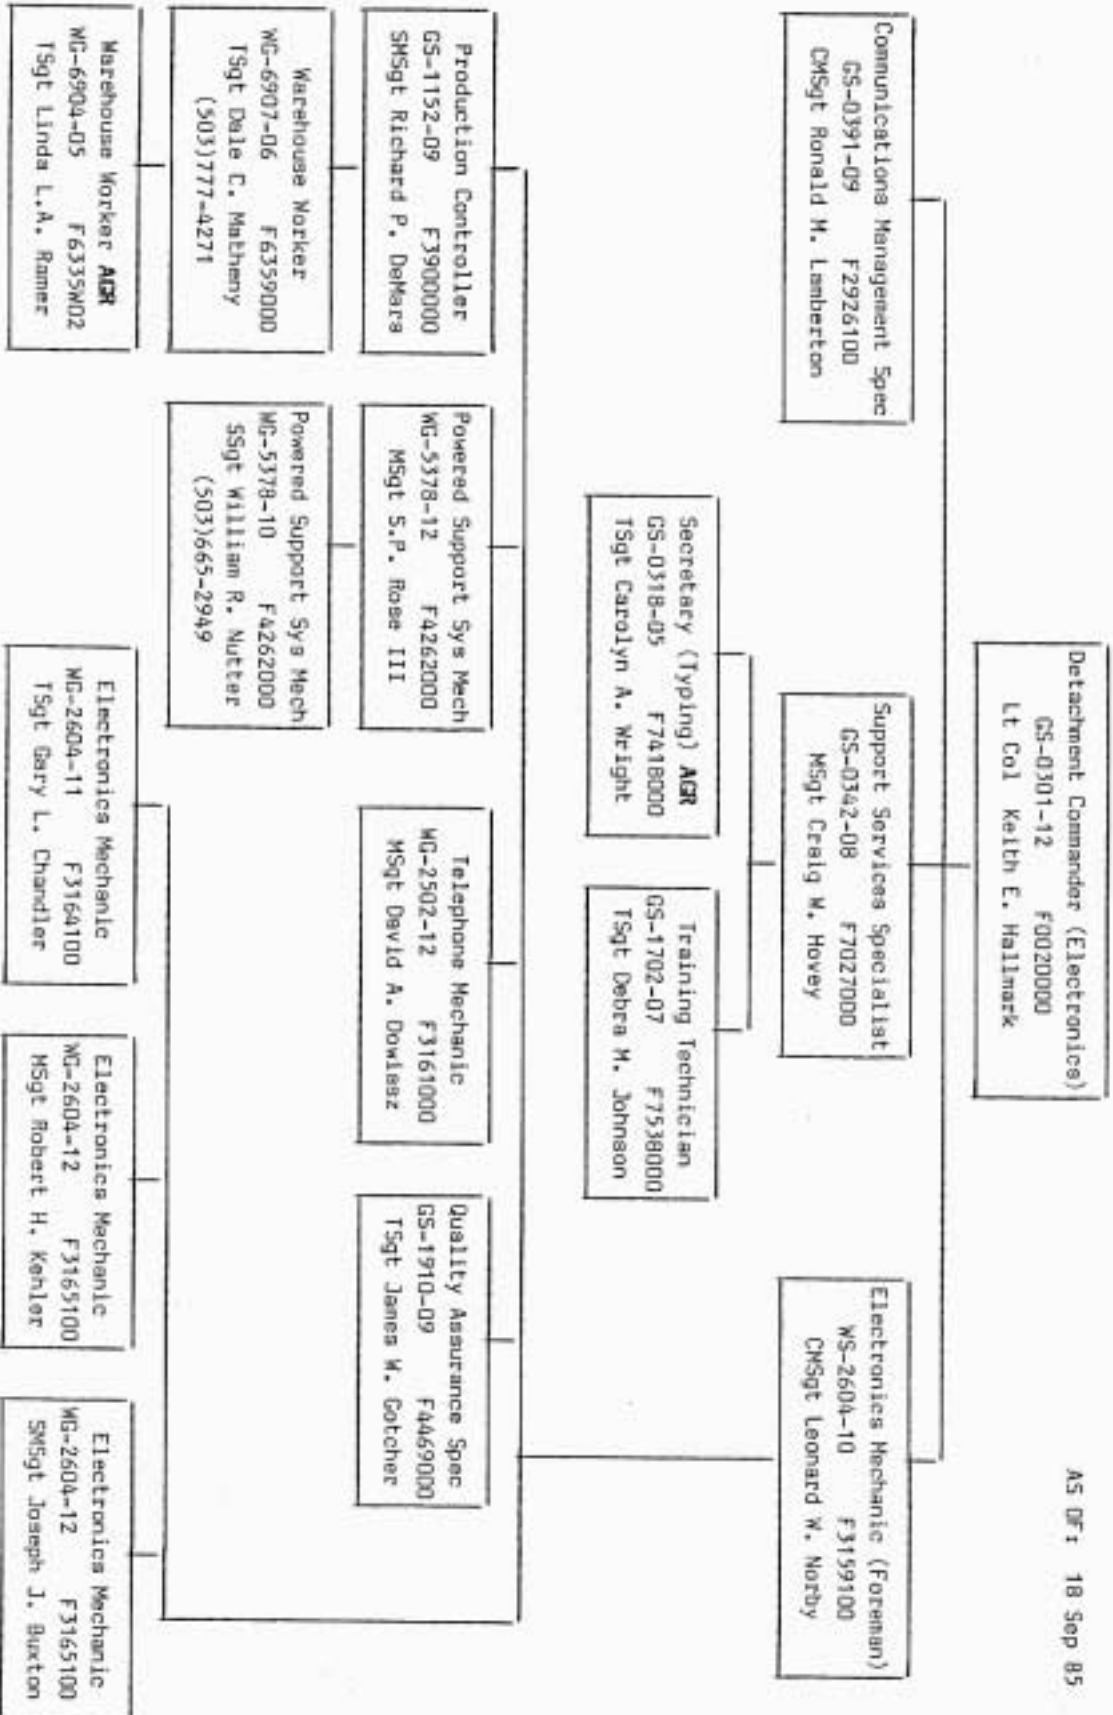 AS OF: 18 Sep 85
Detachment Commander (Electronics)
GS-0301-12 F0020000
Lt Col Keith E. Hallmark
Communications Management Spec
GS-0391-09 F2926100
CMSgt Ronald M. Lamberton
Support Services Specialist
GS-0342-08 F7027000
MSgt Craig M. Hovey
Electronics Mechanic (Foreman)
WS-2604-10 F3159100
CMSgt Leonard W. Norby
Secretary (Typing) AGR
GS-0318-05 F7418000
TSgt Carolyn A. Wright
Training Technician
GS-1702-07 F7538000
TSgt Debra M. Johnson
Production Controller
GS-1152-09 F3900000
SMSgt Richard P. DeMara
Powered Support Sys Mech
WG-5378-12 F4262000
MSgt S.P. Rose III
Telephone Mechanic
WG-2502-12 F3161000
MSgt David A. Dowiasz
Quality Assurance Spec
GS-1910-09 F4469000
TSgt James W. Gotcher
Warehouse Worker
WG-6907-06 F6359000
TSgt Dale C. Matheny
(503)777-4271
Powered Support Sys Mech
WG-5378-10 F4262000
SSgt William R. Nutter
(503)665-2949
Warehouse Worker AGR
WG-6904-05 F6335W02
TSgt Linda L.A. Ramer
Electronics Mechanic
WG-2604-11 F3164100
TSgt Gary L. Chandler
Electronics Mechanic
WG-2604-12 F3165100
MSgt Robert H. Kehler
Electronics Mechanic
WG-2604-12 F3165100
SMSgt Joseph J. Buxton